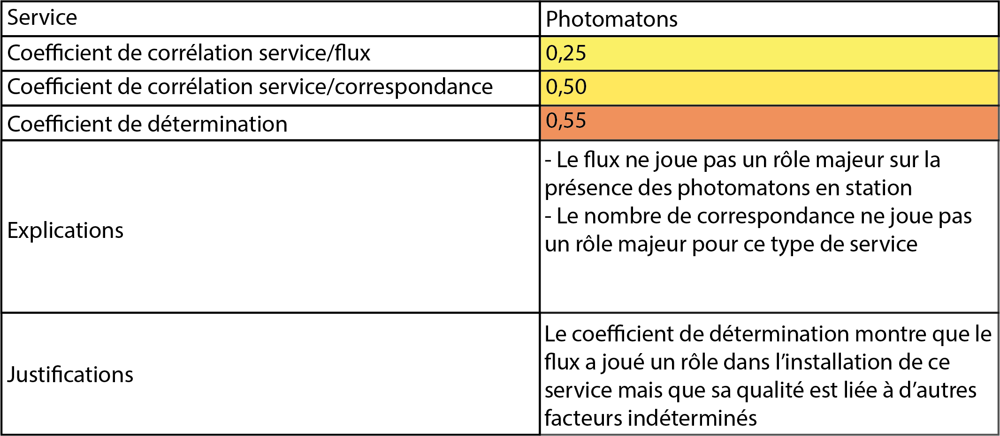 Service
Photomatons
Coefficient de corrélation service/flux
0,25
Coefficient de corrélation service/correspondance
0,50
Coefficient de détermination
0,55
Explications
- Le flux ne joue pas un rôle majeur sur la
présence des photomatons en station
- Le nombre de correspondance ne joue pas
un rôle majeur pour ce type de service
Justifications
Le coefficient de détermination montre que le
flux a joué un rôle dans l’installation de ce
service mais que sa qualité est liée à d’autres
facteurs indéterminés